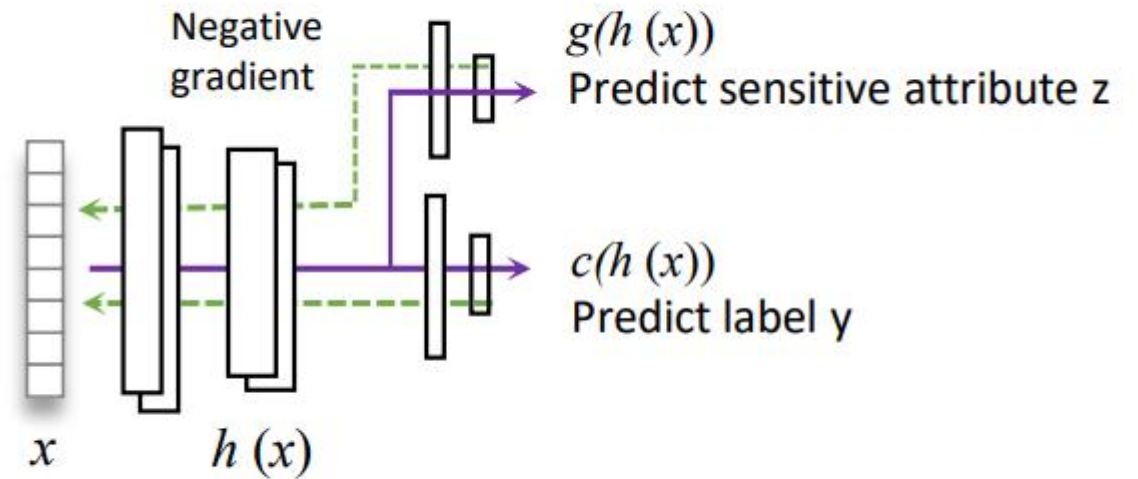 Negative
gradient
g(h (x))
Predict sensitive attribute z
c(h (x))
Predict label y
x
h (x)